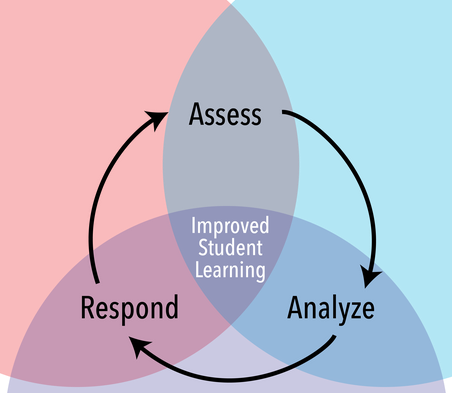 Assess
Improved
Student
Learning
Respond
Analyze